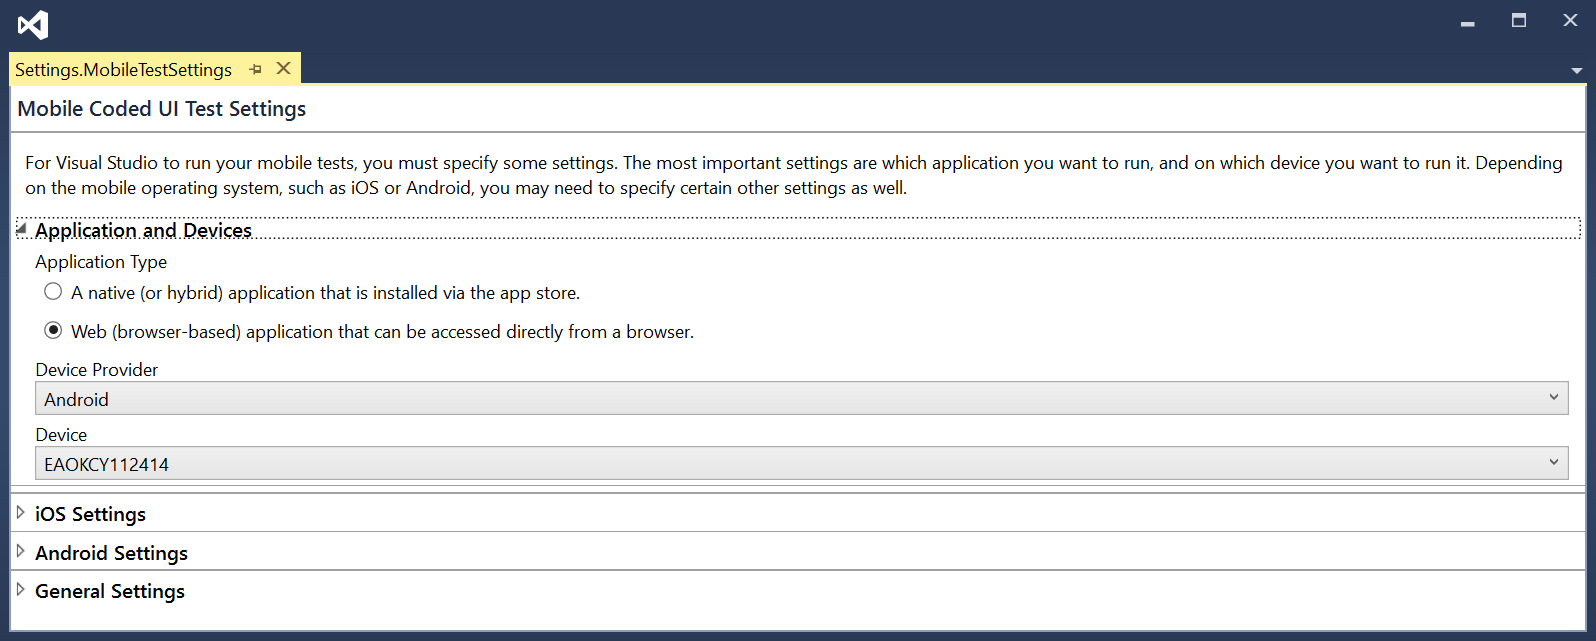 Settings.MobileTestSettings
Mobile Coded UI Test Settings
For Visual Studio to run your mobile tests, you must specify some settings. The most important settings are which application you want to run, and on which device you want to run it. Depending
on the mobile operating system, such as iOS or Android, you may need to specify certain other settings as well.
Application and Devices
Application Type
A native (or hybrid) application that is installed via the app store.
Web (browser-based) application that can be accessed directly from a browser.
Device Provider
Android
Device
EAOKCY112414
iOS Settings
Android Settings
General Settings